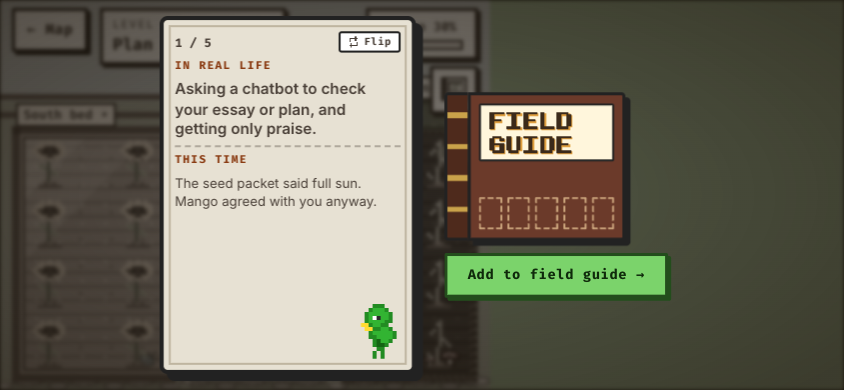 ← Map
LEVEL
Plan
30%
South bed
1 / 5
Flip
IN REAL LIFE
Asking a chatbot to check
your essay or plan, and
getting only praise.
THIS TIME
The seed packet said full sun.
Mango agreed with you anyway.
FIELD
GUIDE
Add to field guide →